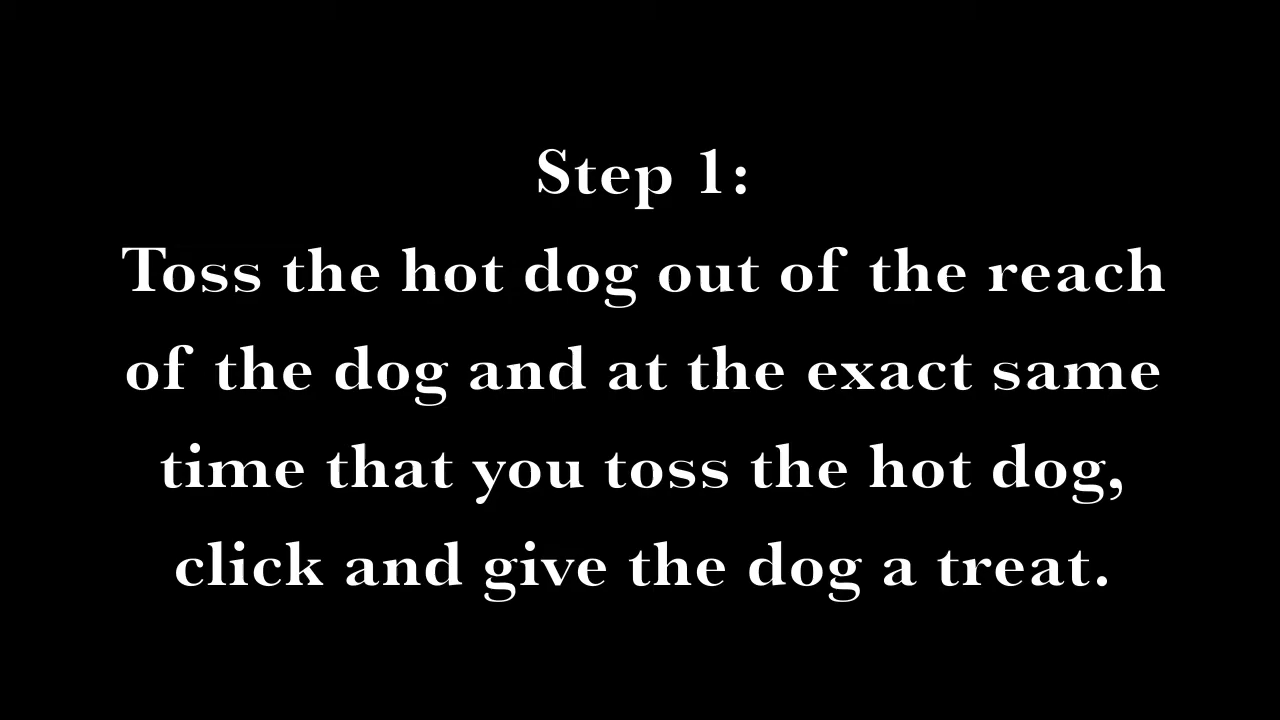 Step 1:
Toss the hot dog out of the reach
of the dog and at the exact same
time that you toss the hot dog,
click and give the dog a treat.